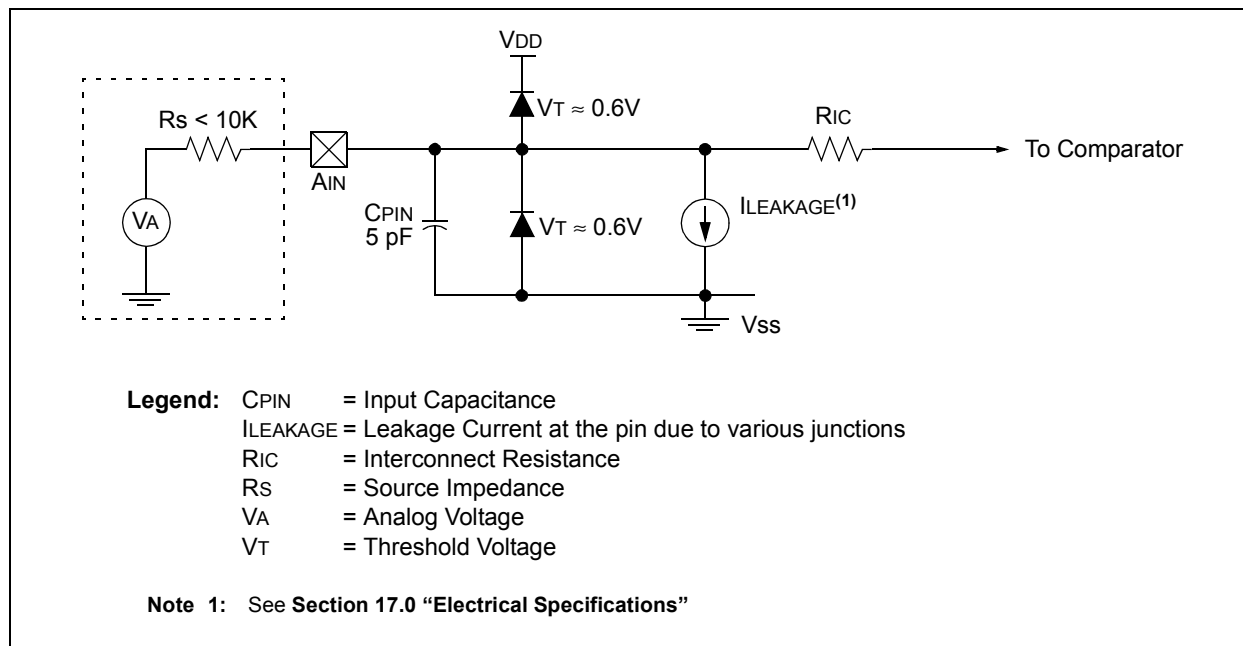 VDD
VT ≈ 0.6V
Rs < 10K
RIC
To Comparator
AIN
ILEAKAGE(1)
VA
CPIN
5 pF
VT ≈ 0.6V
Vss
Legend: CPIN = Input Capacitance
ILEAKAGE = Leakage Current at the pin due to various junctions
RIC = Interconnect Resistance
RS = Source Impedance
VA = Analog Voltage
VT = Threshold Voltage
Note 1: See Section 17.0 “Electrical Specifications”